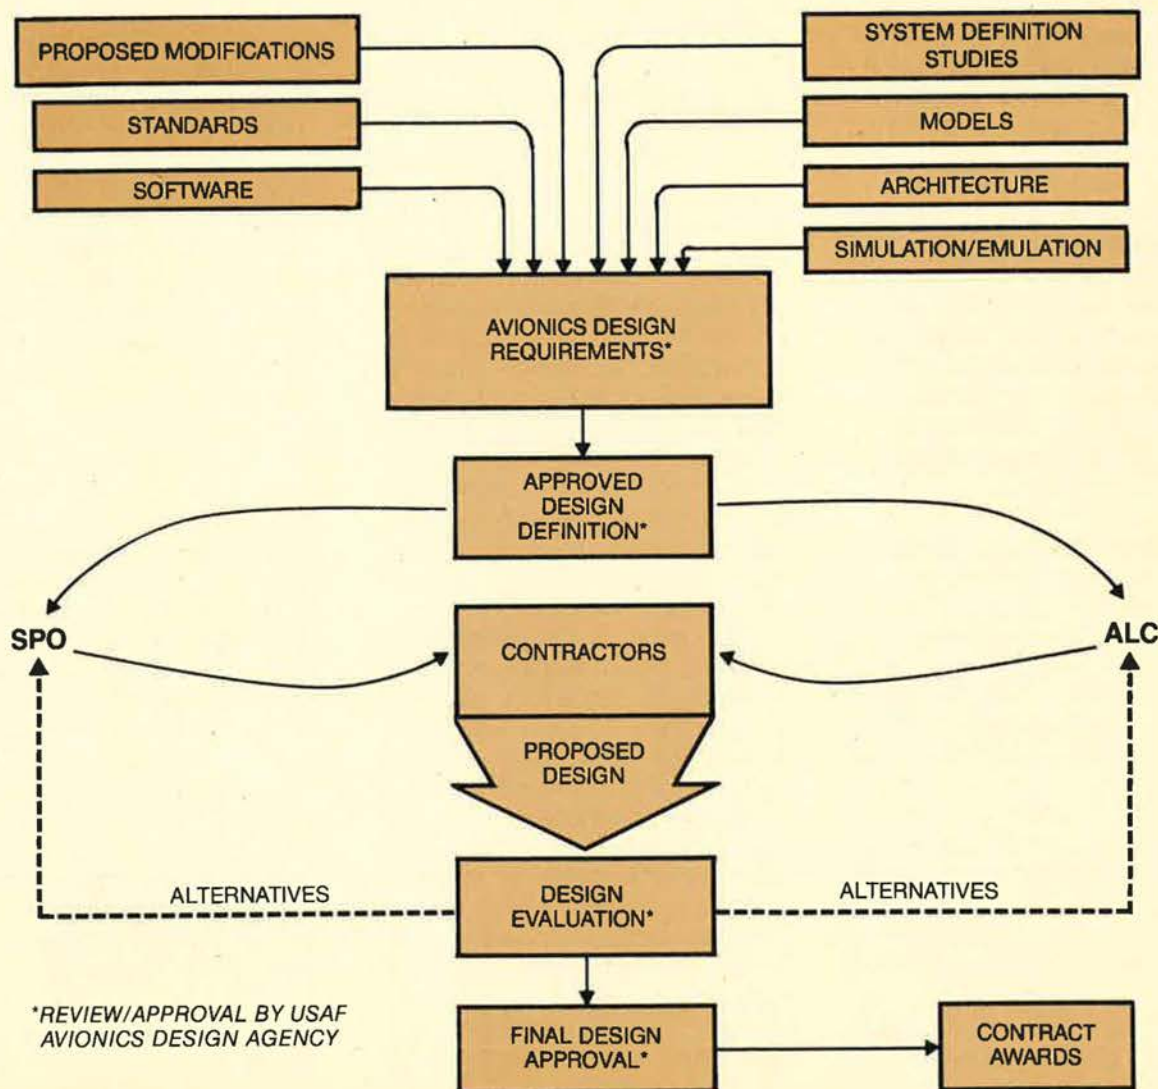 PROPOSED MODIFICATIONS
STANDARDS
SOFTWARE
SYSTEM DEFINITION
STUDIES
MODELS
ARCHITECTURE
SIMULATION/EMULATION
AVIONICS DESIGN
REQUIREMENTS*
APPROVED
DESIGN
DEFINITION*
SPO
CONTRACTORS
ALC
PROPOSED
DESIGN
ALTERNATIVES
DESIGN
EVALUATION*
ALTERNATIVES
*REVIEW/APPROVAL BY USAF
AVIONICS DESIGN AGENCY
FINAL DESIGN
APPROVAL*
CONTRACT
AWARDS